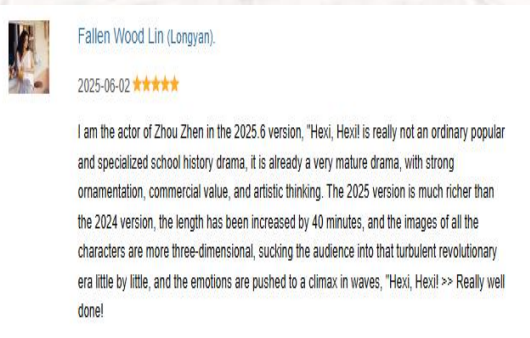 Fallen Wood Lin (Longyan).
2025-06-02
I am the actor of Zhou Zhen in the 2025.6 version, "Hexi, Hexi! is really not an ordinary popular
and specialized school history drama, it is already a very mature drama, with strong
ornamentation, commercial value, and artistic thinking. The 2025 version is much richer than
the 2024 version, the length has been increased by 40 minutes, and the images of all the
characters are more three-dimensional, sucking the audience into that turbulent revolutionary
era little by little, and the emotions are pushed to a climax in waves, "Hexi, Hexi! >> Really well
done!